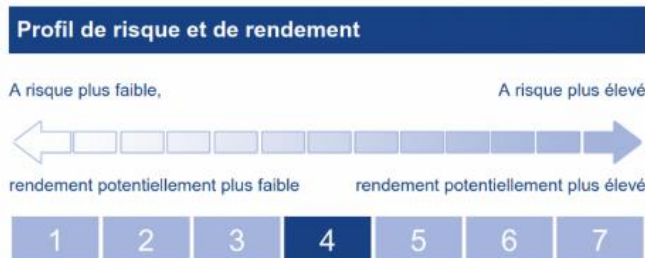 Profil de risque et de rendement
A risque plus faible, A risque plus élevé
rendement potentiellement plus faible rendement potentiellement plus élevé
1 2 3 4 5 6 7